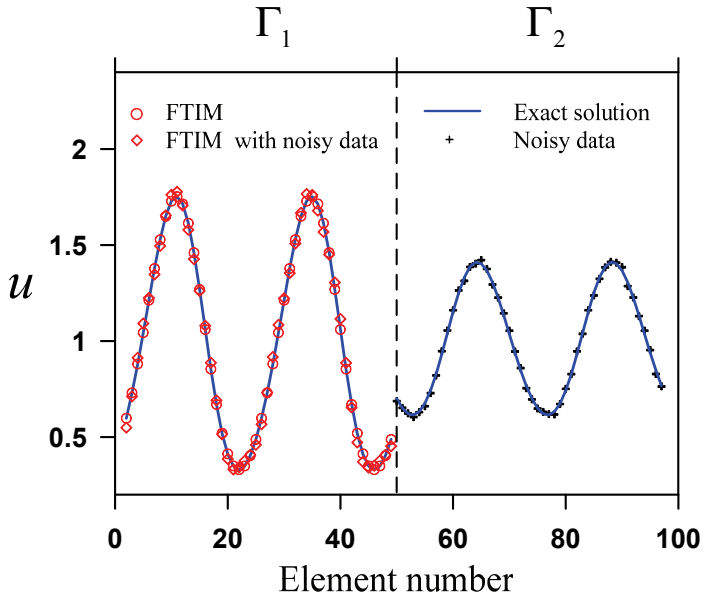 Γ1 Γ2
FTIM Exact solution
FTIM with noisy data Noisy data
2
1.5
u
1
0.5
0 20 40 60 80 100
Element number